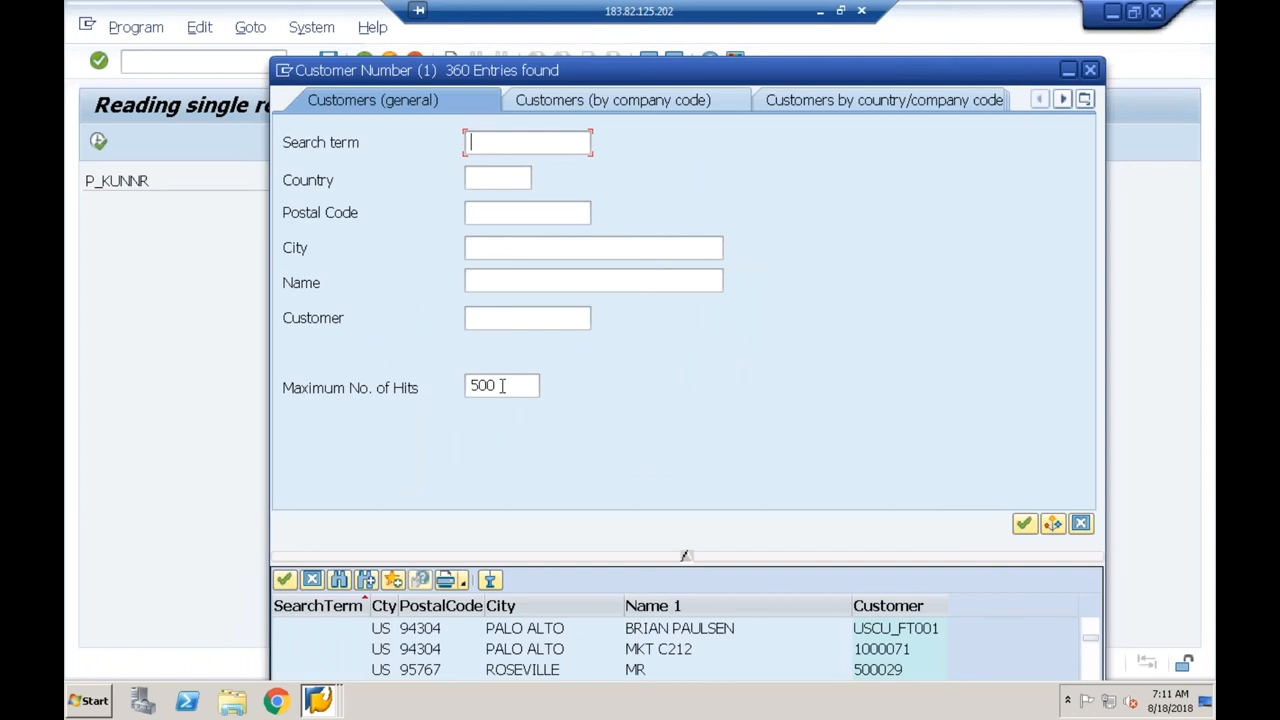 183.82.125.202
Program Edit Goto System Help
Customer Number (1) 360 Entries found
Reading single re
Customers (general) Customers (by company code) Customers by country/company code
Search term
P_KUNNR
Country
Postal Code
City
Name
Customer
Maximum No. of Hits 500
SearchTerm Cty PostalCode City Name 1 Customer
US 94304 PALO ALTO BRIAN PAULSEN USCU_FT001
US 94304 PALO ALTO MKT C212 1000071
US 95767 ROSEVILLE MR 500029
Start
7:11 AM
8/18/2018